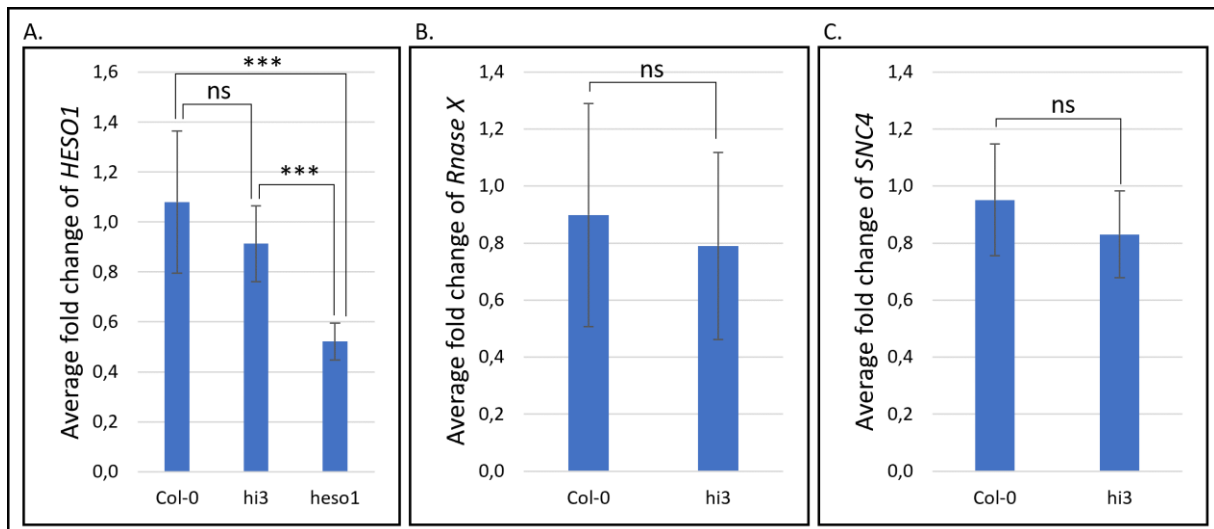 A.
Average fold change of HESO1
1,6
1,4
1,2
1,0
0,8
0,6
0,4
0,2
0,0
***
ns
***
Col-0 hi3 heso1
B.
Average fold change of Rnase X
1,4
1,2
1,0
0,8
0,6
0,4
0,2
0,0
ns
Col-0 hi3
C.
Average fold change of SNC4
1,4
1,2
1,0
0,8
0,6
0,4
0,2
0,0
ns
Col-0 hi3